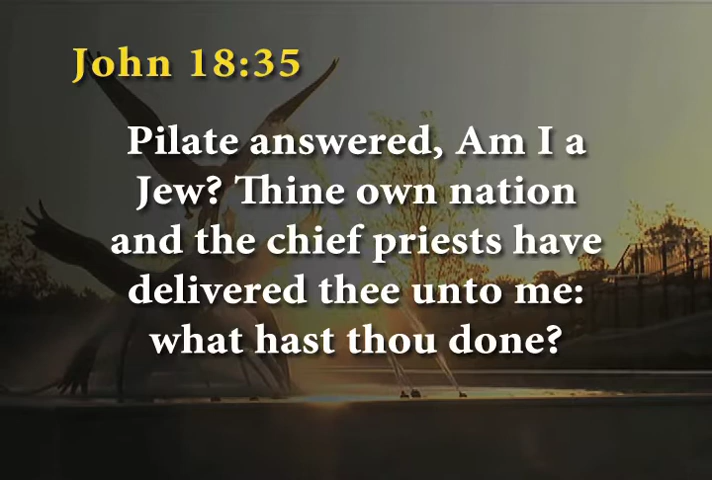 John 18:35
Pilate answered, Am I a
Jew? Thine own nation
and the chief priests have
delivered thee unto me:
what hast thou done?